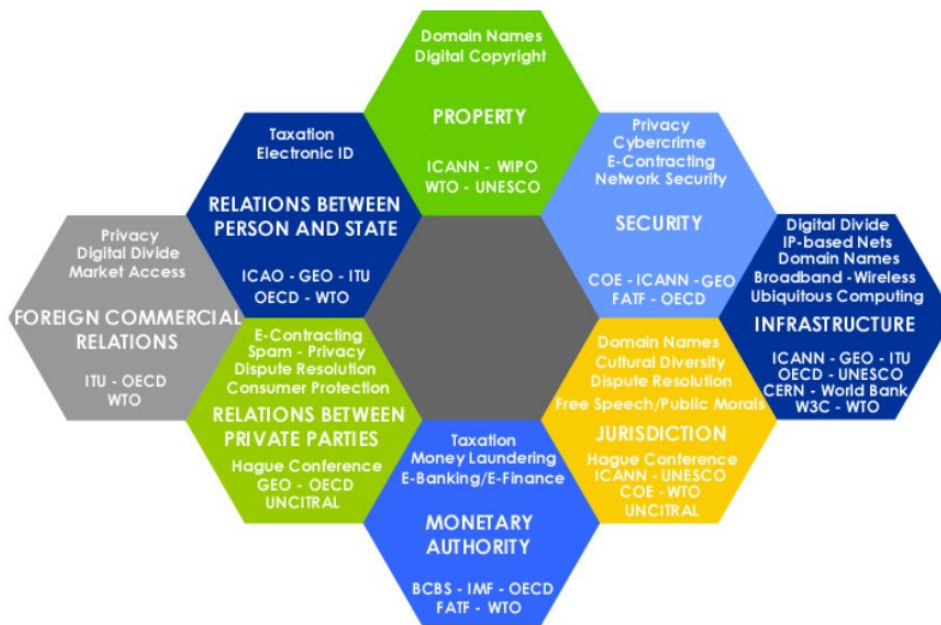 Domain Names
Digital Copyright
PROPERTY
ICANN - WIPO
WTO - UNESCO
Taxation
Electronic ID
RELATIONS BETWEEN
PERSON AND STATE
ICAO - GEO - ITU
OECD - WTO
Privacy
Cybercrime
E-Contracting
Network Security
SECURITY
COE - ICANN - GEO
FATF - OECD
Privacy
Digital Divide
Market Access
FOREIGN COMMERCIAL
RELATIONS
ITU - OECD
WTO
Digital Divide
IP-based Nets
Domain Names
Broadband - Wireless
Ubiquitous Computing
INFRASTRUCTURE
ICANN - GEO - ITU
OECD - UNESCO
CERN - World Bank
W3C - WTO
E-Contracting
Spam - Privacy
Dispute Resolution
Consumer Protection
RELATIONS BETWEEN
PRIVATE PARTIES
Hague Conference
GEO - OECD
UNCITRAL
Domain Names
Cultural Diversity
Dispute Resolution
Free Speech/Public Morals
JURISDICTION
Hague Conference
ICANN - UNESCO
COE - WTO
UNCITRAL
Taxation
Money Laundering
E-Banking/E-Finance
MONETARY
AUTHORITY
BCBS - IMF - OECD
FATF - WTO